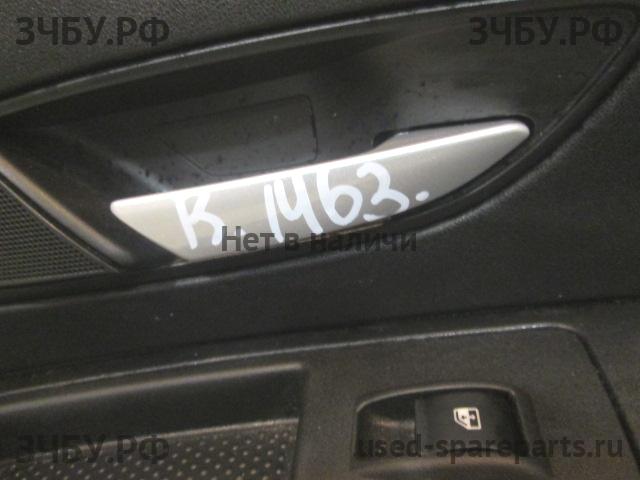 ЗЧБУ.РФ ЗЧБУ.РФ
R. 1463.
Нет в наличи
ЗЧБУ.РФ used-spareparts.ru